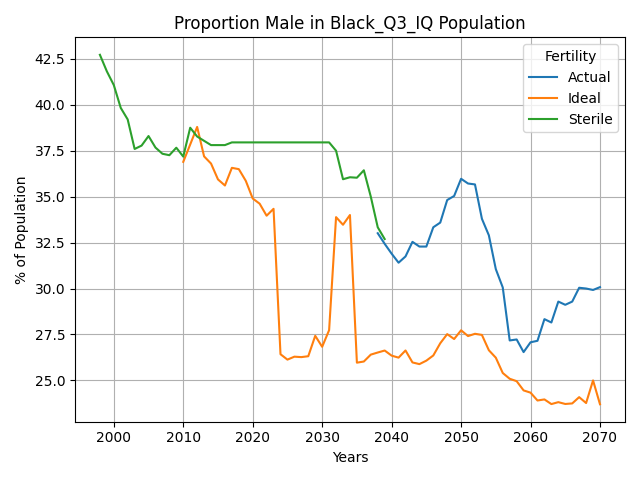 Proportion Male in Black_Q3_IQ Population
% of Population
42.5
40.0
37.5
35.0
32.5
30.0
27.5
25.0
Fertility
Actual
Ideal
Sterile
2000 2010 2020 2030 2040 2050 2060 2070
Years